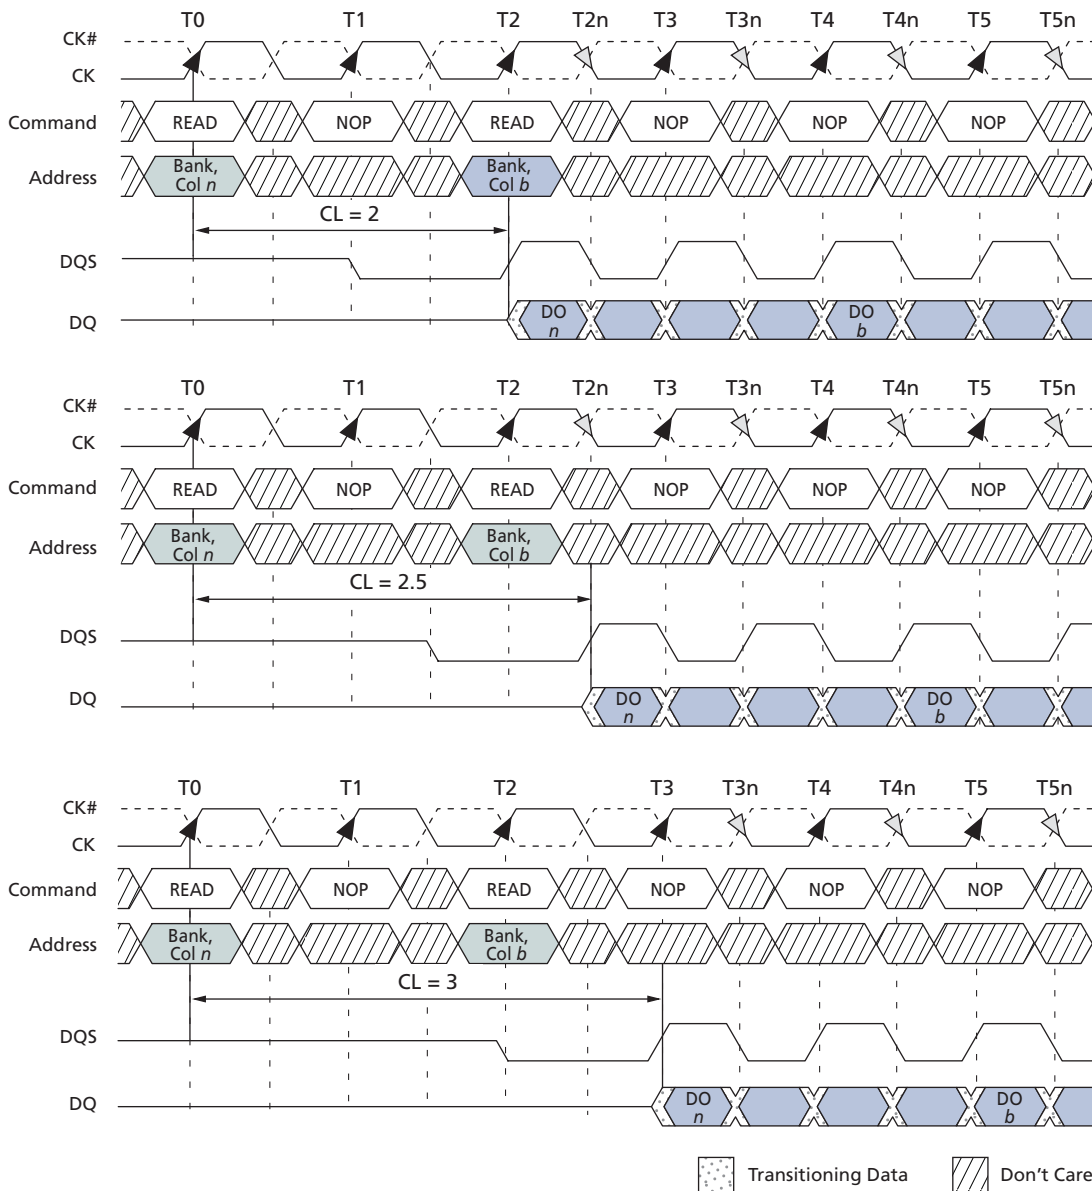 T0 T1 T2 T2n T3 T3n T4 T4n T5 T5n
CK#
CK
Command READ NOP READ NOP NOP NOP
Address Bank, Col n Bank, Col b
CL = 2
DQS
DQ DO n DO b
T0 T1 T2 T2n T3 T3n T4 T4n T5 T5n
CK#
CK
Command READ NOP READ NOP NOP NOP
Address Bank, Col n Bank, Col b
CL = 2.5
DQS
DQ DO n DO b
T0 T1 T2 T3 T3n T4 T4n T5 T5n
CK#
CK
Command READ NOP READ NOP NOP NOP
Address Bank, Col n Bank, Col b
CL = 3
DQS
DQ DO n DO b
Transitioning Data Don't Care